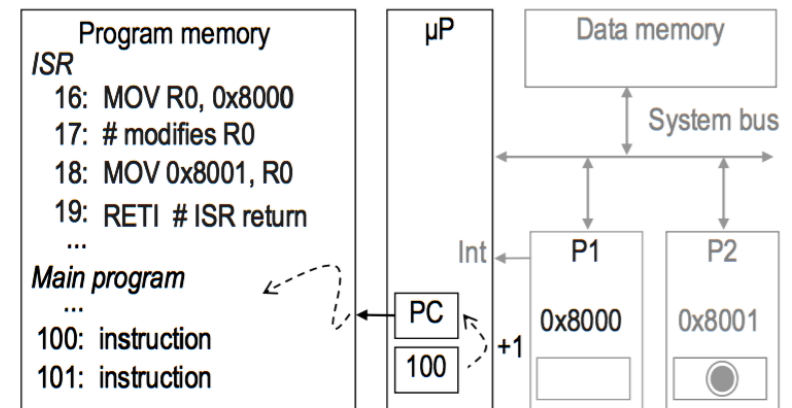 Program memory
ISR
16: MOV R0, 0x8000
17: # modifies R0
18: MOV 0x8001, R0
19: RETI # ISR return
...
Main program
...
100: instruction
101: instruction
μP
PC
100
+1
Int
Data memory
System bus
P1
0x8000
P2
0x8001